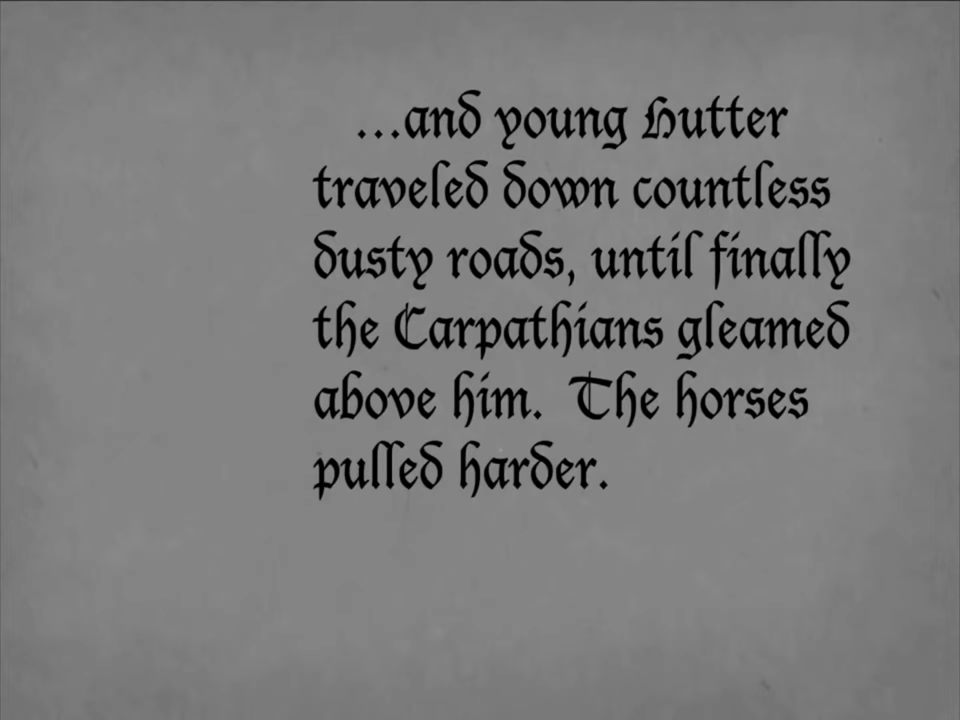 ...and young Hutter
traveled down countless
dusty roads, until finally
the Carpathians gleamed
above him. The horses
pulled harder.